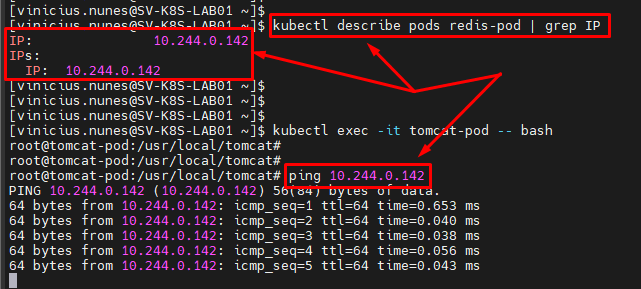 [vinicius.nunes@SV-K8S-LAB01 ~]$
[vinicius.nunes@SV-K8S-LAB01 ~]$ kubectl describe pods redis-pod | grep IP
IP: 10.244.0.142
IPs:
IP: 10.244.0.142
[vinicius.nunes@SV-K8S-LAB01 ~]$
[vinicius.nunes@SV-K8S-LAB01 ~]$
[vinicius.nunes@SV-K8S-LAB01 ~]$
[vinicius.nunes@SV-K8S-LAB01 ~]$ kubectl exec -it tomcat-pod -- bash
root@tomcat-pod:/usr/local/tomcat#
root@tomcat-pod:/usr/local/tomcat#
root@tomcat-pod:/usr/local/tomcat# ping 10.244.0.142
PING 10.244.0.142 (10.244.0.142) 56(84) bytes of data.
64 bytes from 10.244.0.142: icmp_seq=1 ttl=64 time=0.653 ms
64 bytes from 10.244.0.142: icmp_seq=2 ttl=64 time=0.040 ms
64 bytes from 10.244.0.142: icmp_seq=3 ttl=64 time=0.038 ms
64 bytes from 10.244.0.142: icmp_seq=4 ttl=64 time=0.056 ms
64 bytes from 10.244.0.142: icmp_seq=5 ttl=64 time=0.043 ms